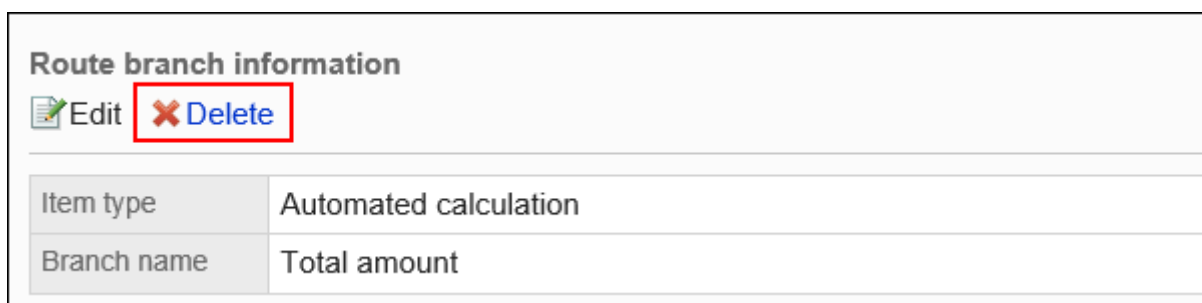 Route branch information
Edit Delete
Item type Automated calculation
Branch name Total amount